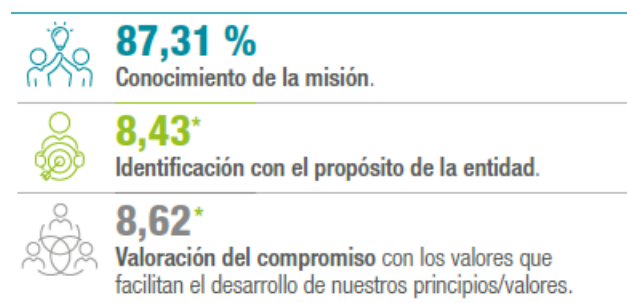 87,31 %
Conocimiento de la misión.
8,43*
Identificación con el propósito de la entidad.
8,62*
Valoración del compromiso con los valores que
facilitan el desarrollo de nuestros principios/valores.